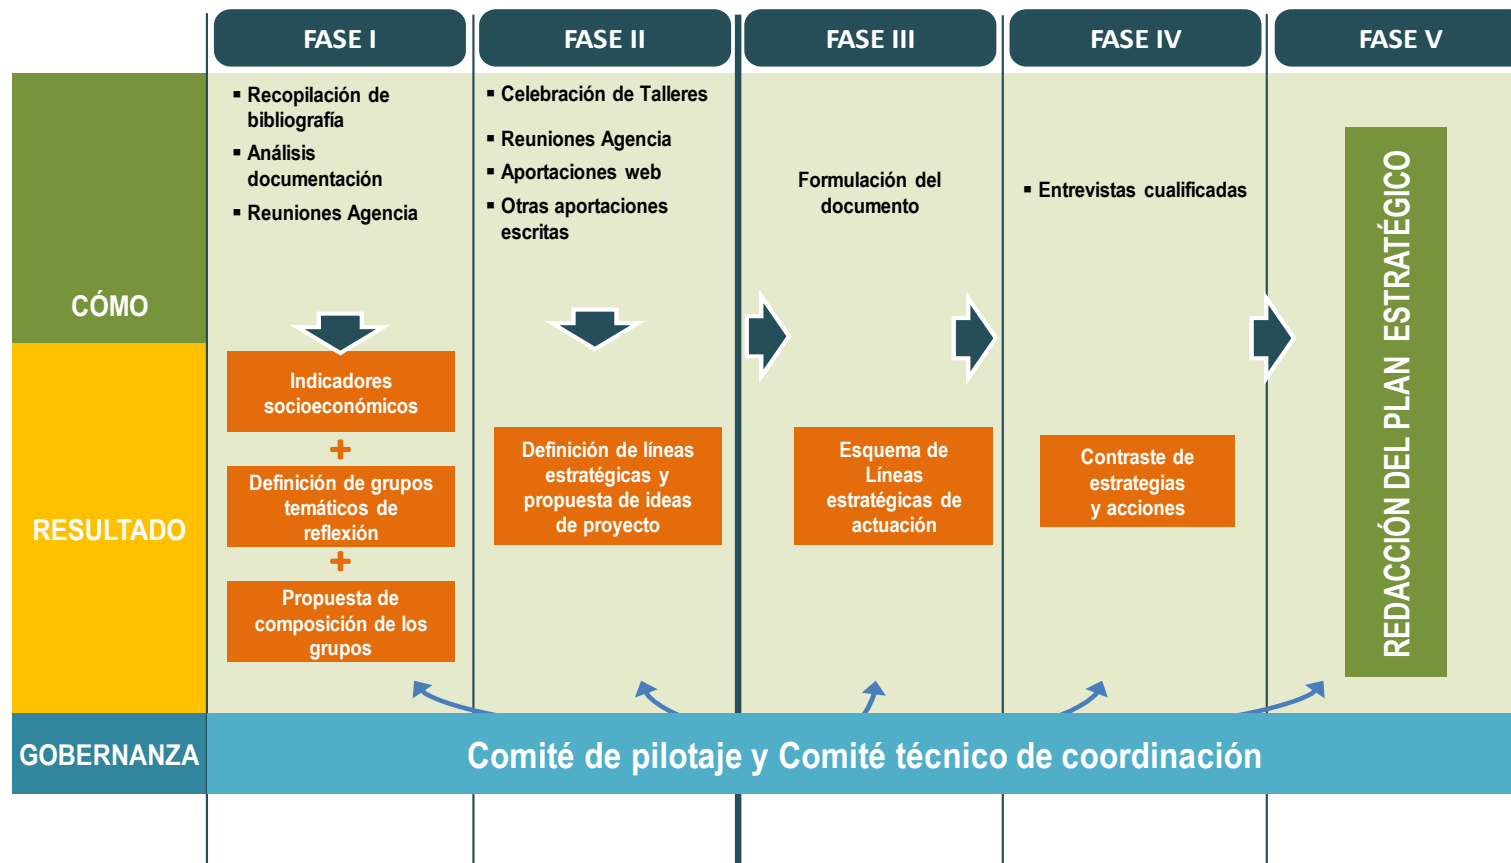 FASE I
FASE II
FASE III
FASE IV
FASE V
CÓMO
▪ Recopilación de
bibliografía
▪ Análisis
documentación
▪ Reuniones Agencia
▪ Celebración de Talleres
▪ Reuniones Agencia
▪ Aportaciones web
▪ Otras aportaciones
escritas
Formulación del
documento
▪ Entrevistas cualificadas
REDACCIÓN DEL PLAN ESTRATÉGICO
RESULTADO
Indicadores
socioeconómicos
+
Definición de grupos
temáticos de
reflexión
+
Propuesta de
composición de los
grupos
Definición de líneas
estratégicas y
propuesta de ideas
de proyecto
Esquema de
Líneas
estratégicas de
actuación
Contraste de
estrategias
y acciones
GOBERNANZA
Comité de pilotaje y Comité técnico de coordinación